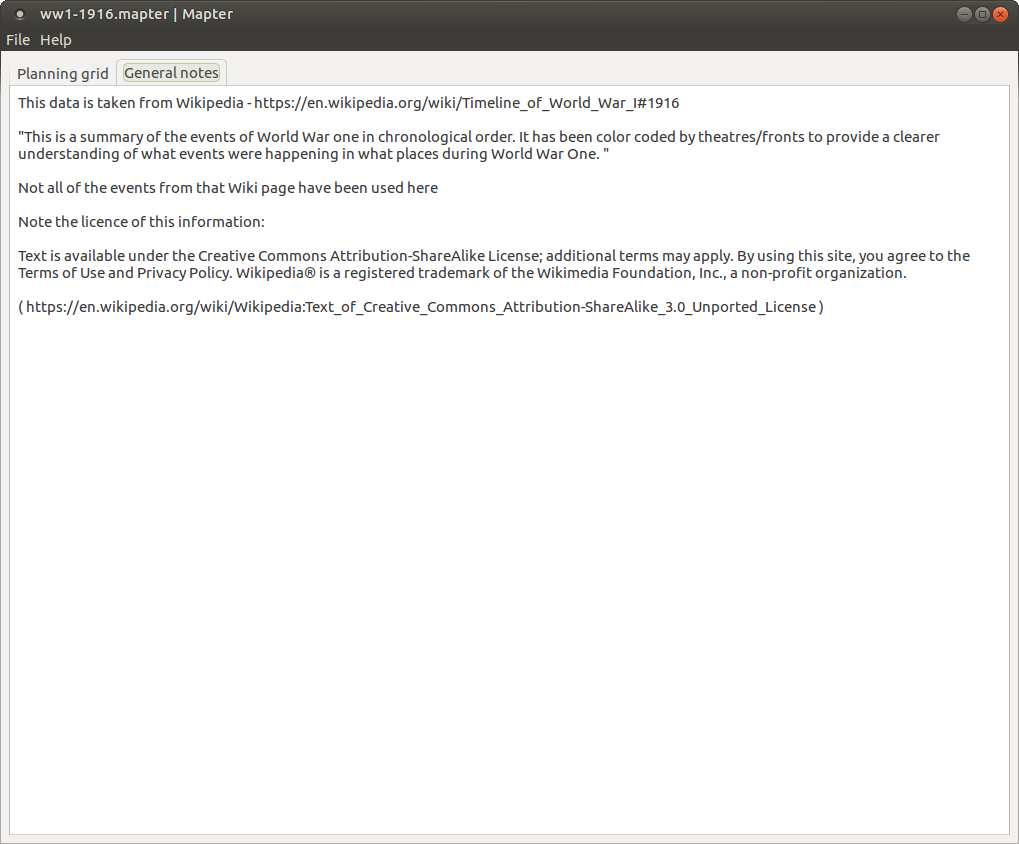 ww1-1916.mapter | Mapter
File Help
Planning grid General notes
This data is taken from Wikipedia - https://en.wikipedia.org/wiki/Timeline_of_World_War_I#1916
"This is a summary of the events of World War one in chronological order. It has been color coded by theatres/fronts to provide a clearer
understanding of what events were happening in what places during World War One. "
Not all of the events from that Wiki page have been used here
Note the licence of this information:
Text is available under the Creative Commons Attribution-ShareAlike License; additional terms may apply. By using this site, you agree to the
Terms of Use and Privacy Policy. Wikipedia® is a registered trademark of the Wikimedia Foundation, Inc., a non-profit organization.
( https://en.wikipedia.org/wiki/Wikipedia:Text_of_Creative_Commons_Attribution-ShareAlike_3.0_Unported_License )